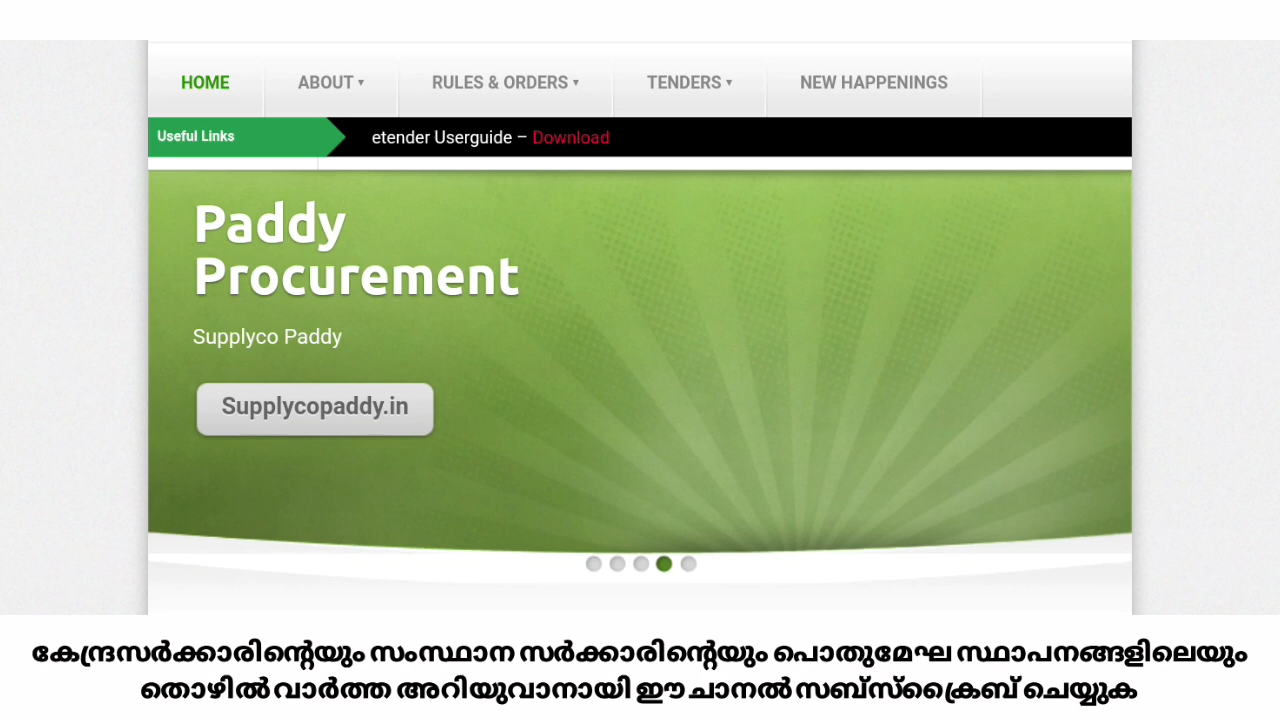 HOME ABOUT ▾ RULES & ORDERS ▾ TENDERS ▾ NEW HAPPENINGS
Useful Links etender Userguide – Download
Paddy
Procurement
Supplyco Paddy
Supplycopaddy.in
കേന്ദ്രസർക്കാരിന്റെയും സംസ്ഥാന സർക്കാരിന്റെയും പൊതുമേഘ സ്ഥാപനങ്ങളിലെയും
തൊഴിൽ വാർത്ത അറിയുവാനായി ഈ ചാനൽ സബ്സ്ക്രൈബ് ചെയ്യുക